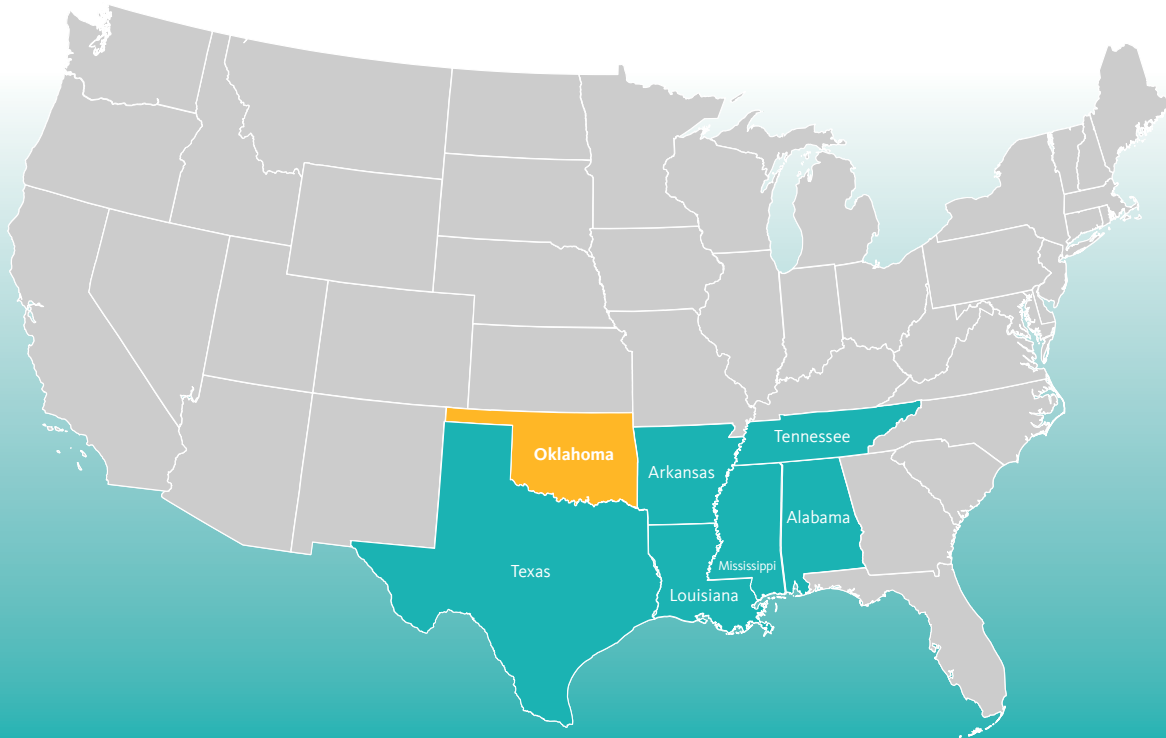 Tennessee
Oklahoma
Arkansas
Alabama
Mississippi
Texas
Louisiana